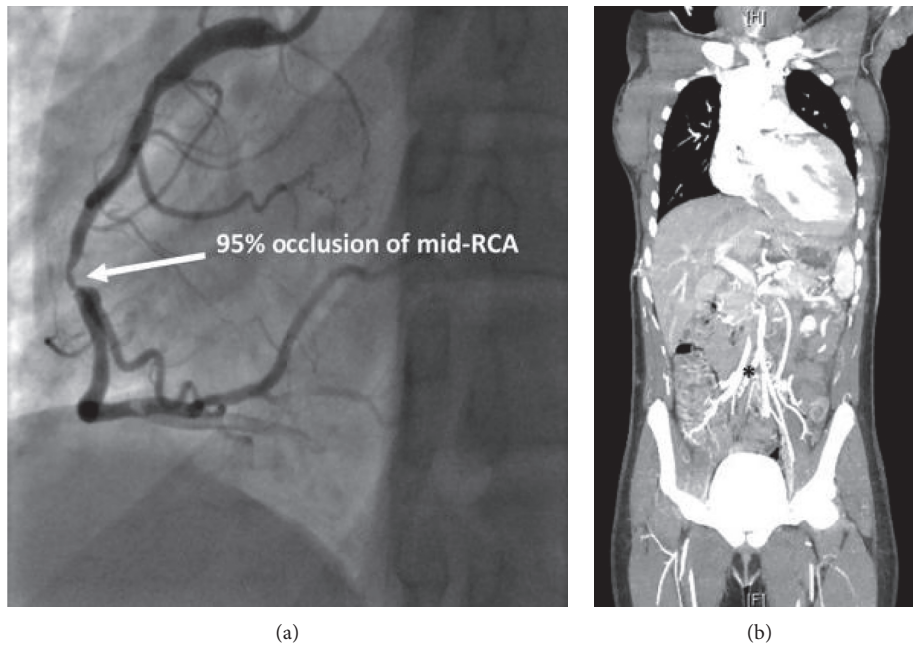 [H]
95% occlusion of mid-RCA
*
[F]
(a)
(b)